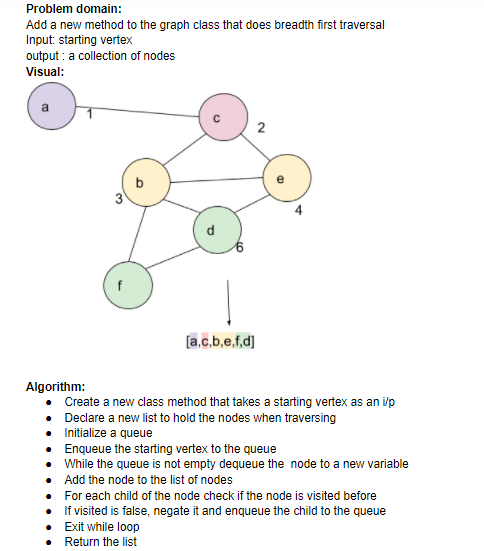 Problem domain:
Add a new method to the graph class that does breadth first traversal
Input: starting vertex
output : a collection of nodes
Visual:
a
1
c
2
b
e
3
4
d
6
f
[a,c,b,e,f,d]
Algorithm:
• Create a new class method that takes a starting vertex as an i/p
• Declare a new list to hold the nodes when traversing
• Initialize a queue
• Enqueue the starting vertex to the queue
• While the queue is not empty dequeue the node to a new variable
• Add the node to the list of nodes
• For each child of the node check if the node is visited before
• If visited is false, negate it and enqueue the child to the queue
• Exit while loop
• Return the list